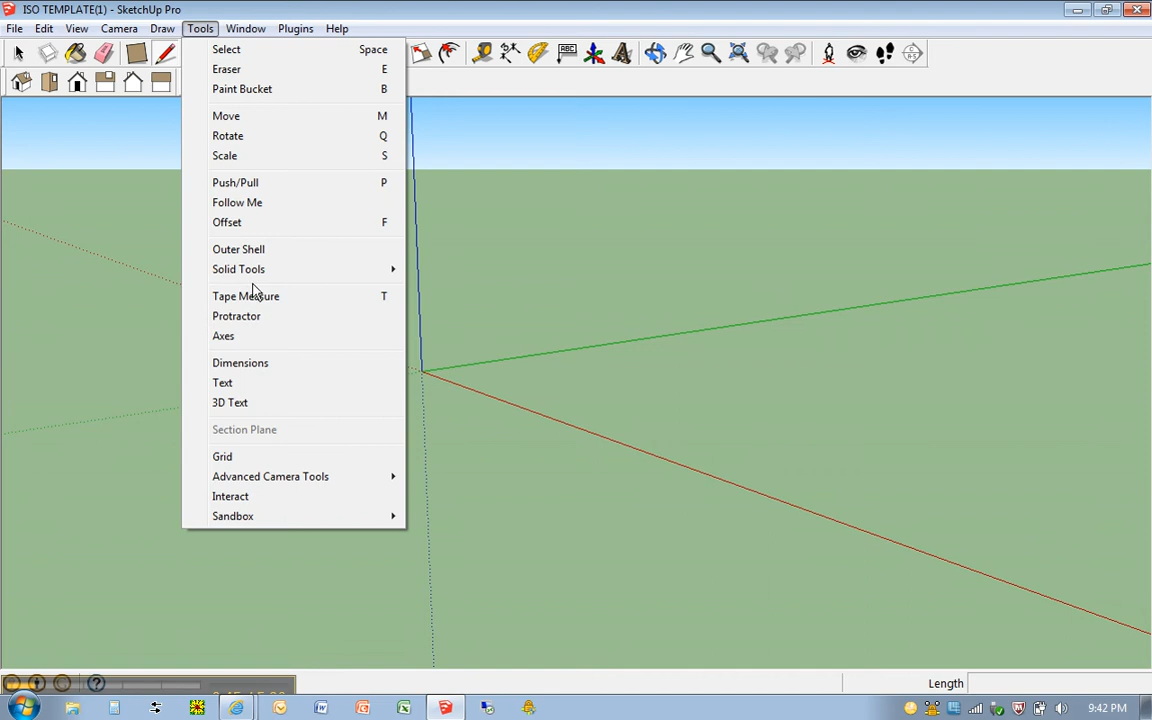 ISO TEMPLATE(1) - SketchUp Pro
File Edit View Camera Draw Tools Window Plugins Help
ABC
Select Space
Eraser E
Paint Bucket B
Move M
Rotate Q
Scale S
Push/Pull P
Follow Me
Offset F
Outer Shell
Solid Tools
Tape Measure T
Protractor
Axes
Dimensions
Text
3D Text
Section Plane
Grid
Advanced Camera Tools
Interact
Sandbox
Length
9:42 PM